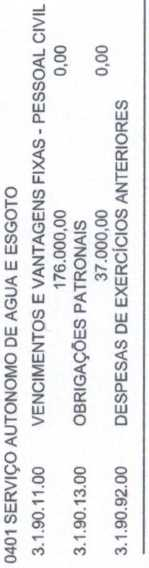 0401 SERVIÇO AUTONOMO DE AGUA E ESGOTO
3.1.90.11.00 VENCIMENTOS E VANTAGENS FIXAS - PESSOAL CIVIL
176.000,00 0,00
3.1.90.13.00 OBRIGAÇÕES PATRONAIS
37.000,00 0,00
3.1.90.92.00 DESPESAS DE EXERCÍCIOS ANTERIORES